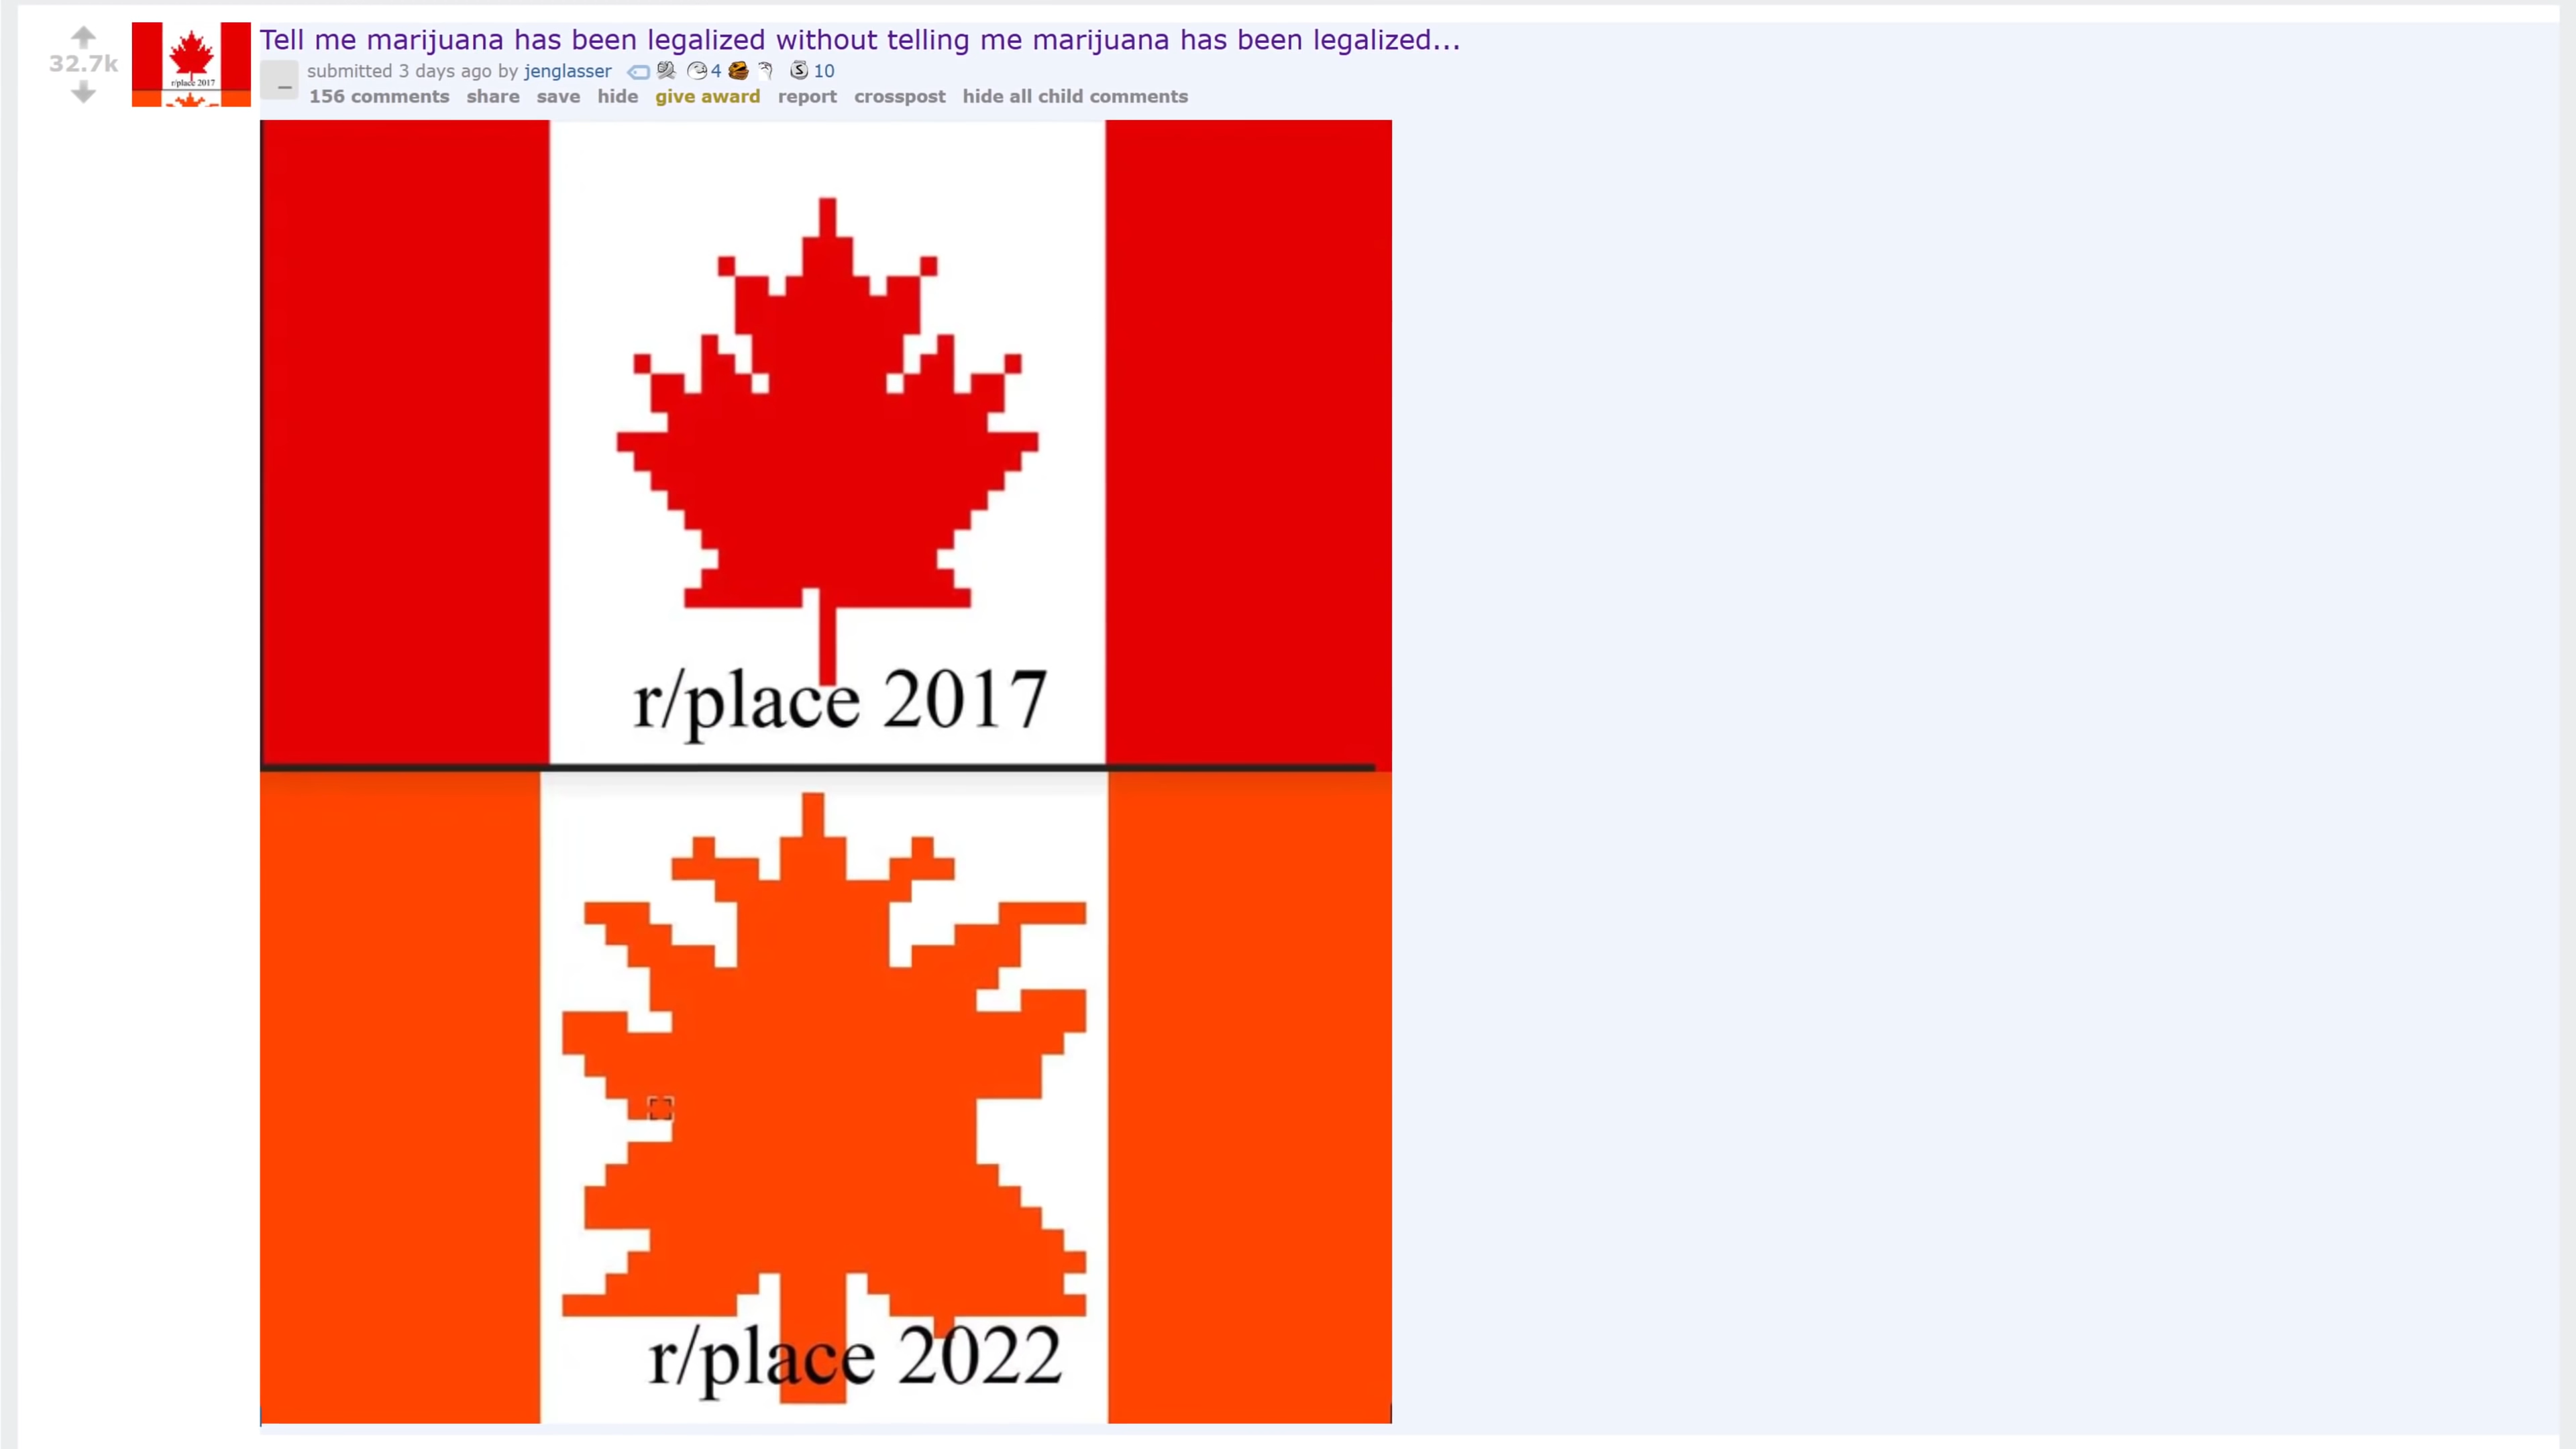 Tell me marijuana has been legalized without telling me marijuana has been legalized...
32.7k
r/place 2017
submitted 3 days ago by jenglasser 4 S 10
156 comments share save hide give award report crosspost hide all child comments
r/place 2017
r/place 2022